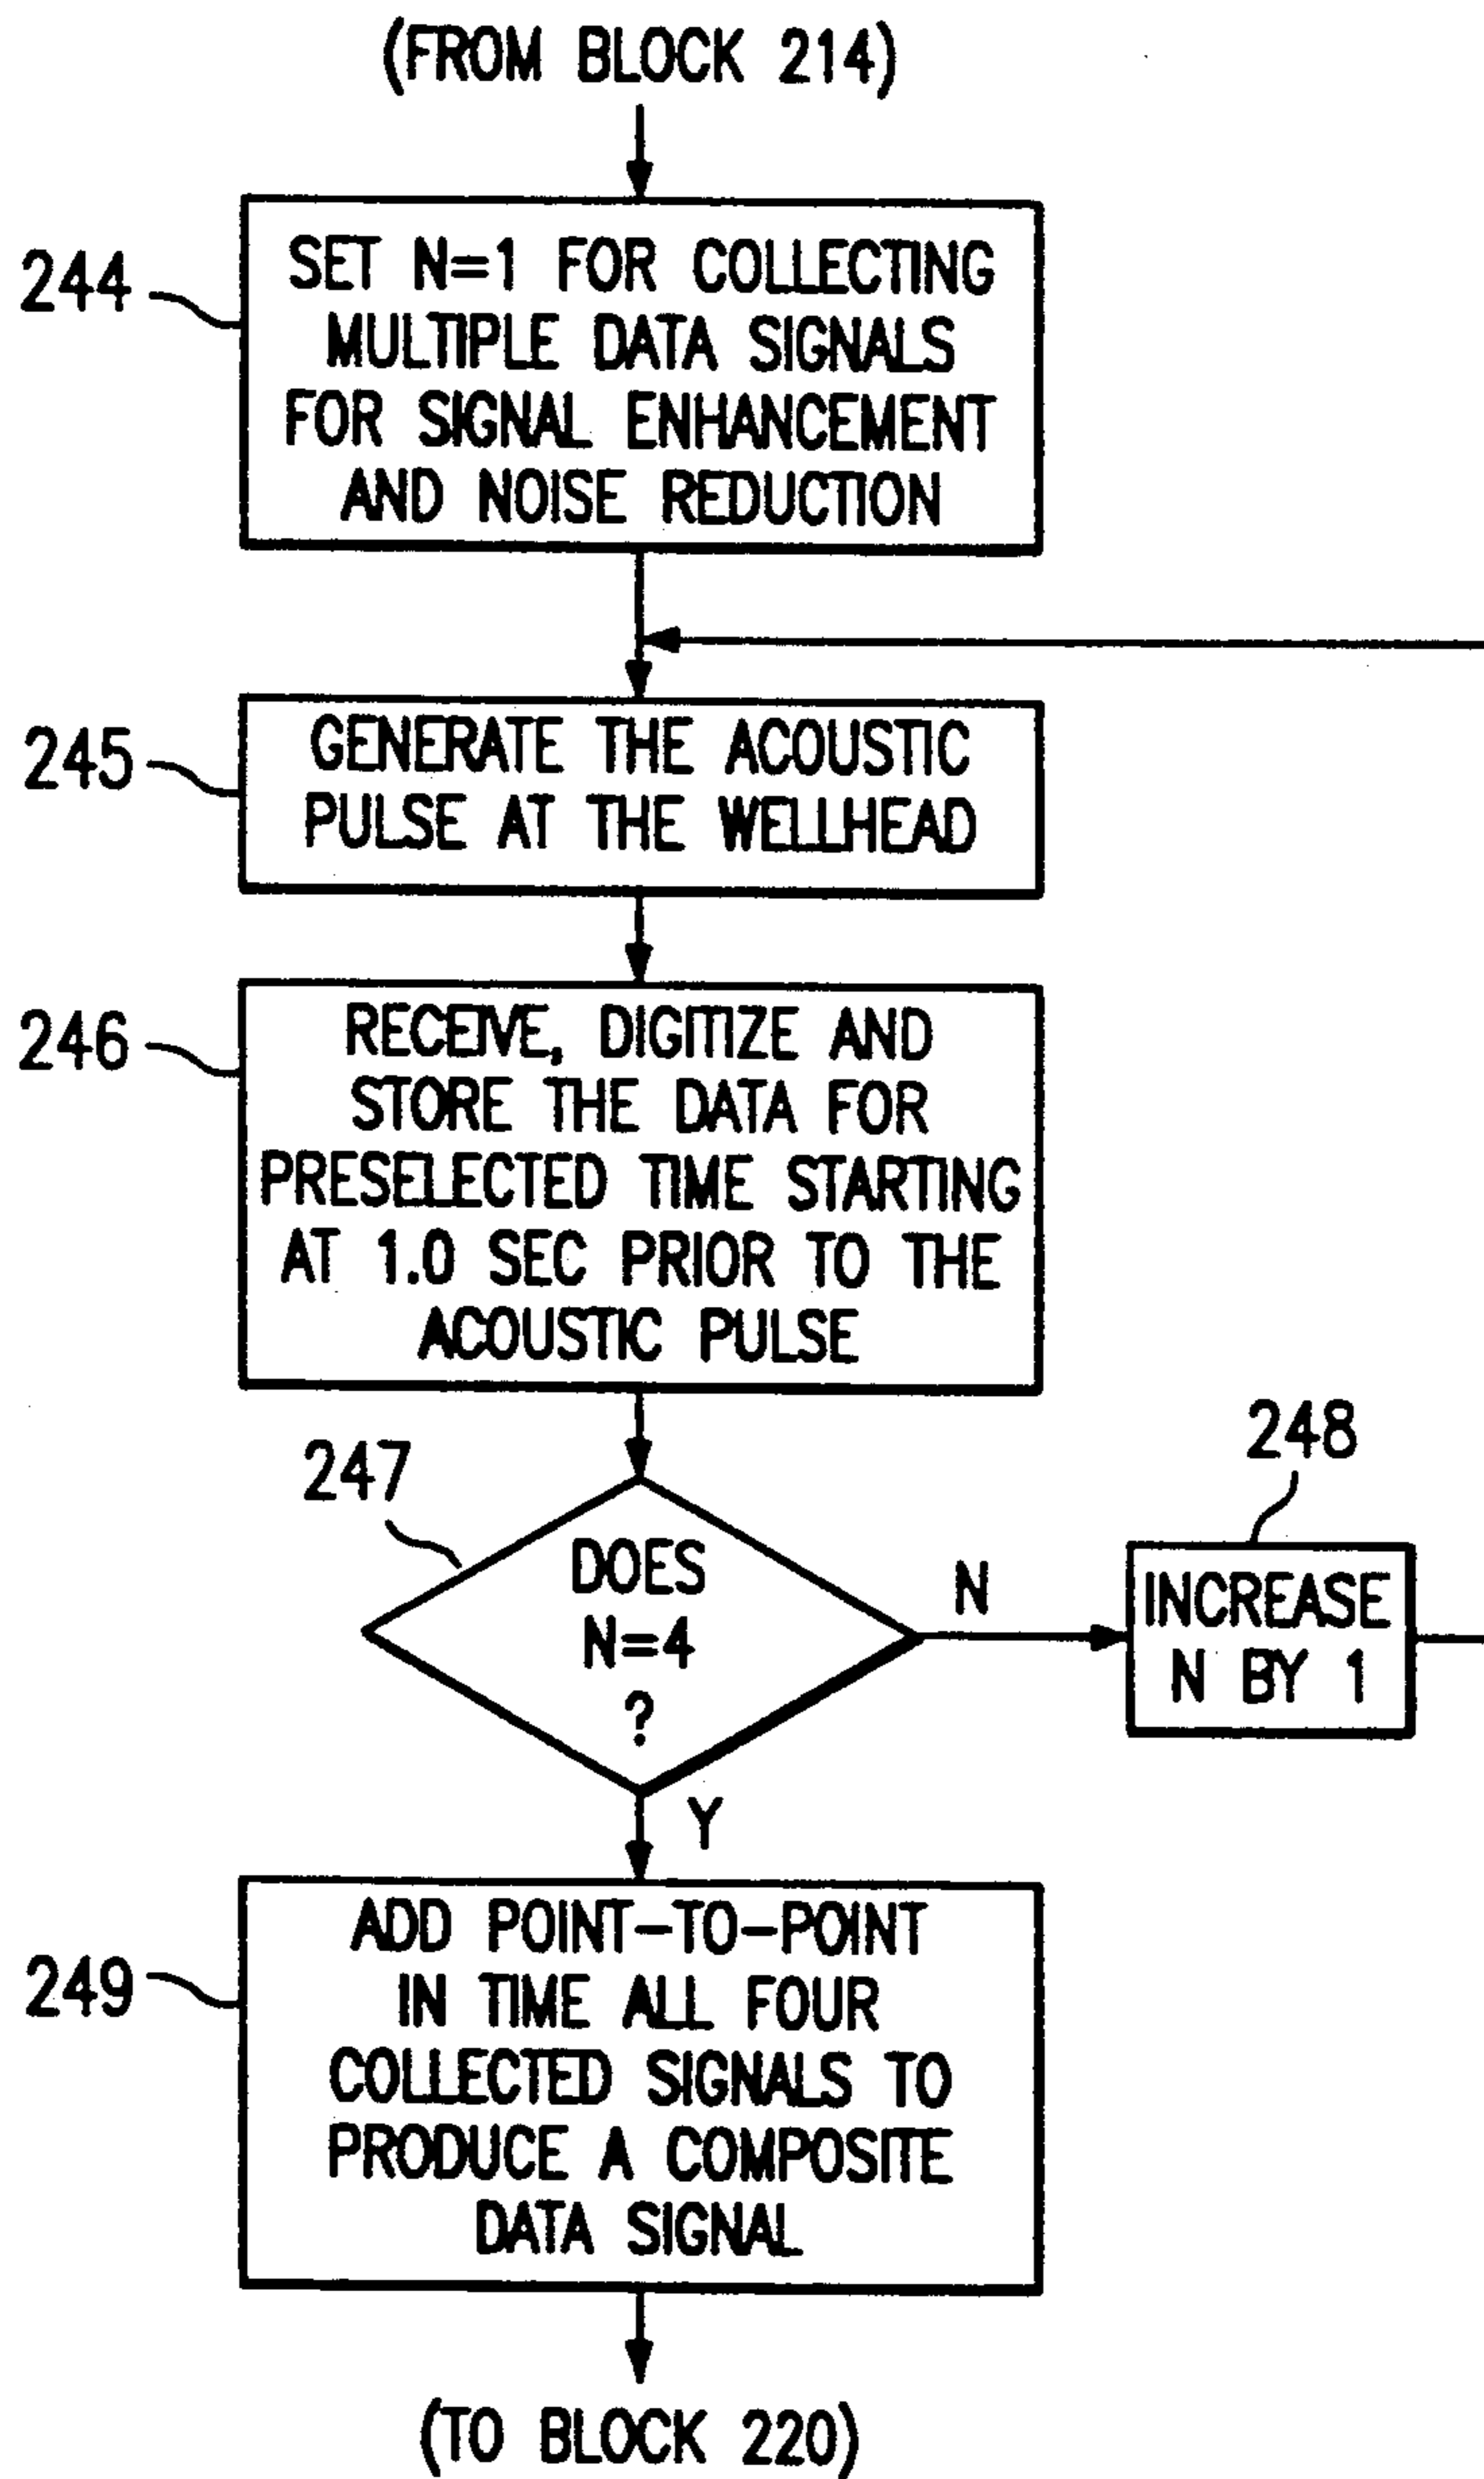 (FROM BLOCK 214)
244
SET N=1 FOR COLLECTING
MULTIPLE DATA SIGNALS
FOR SIGNAL ENHANCEMENT
AND NOISE REDUCTION
245
GENERATE THE ACOUSTIC
PULSE AT THE WELLHEAD
246
RECEIVE, DIGITIZE AND
STORE THE DATA FOR
PRESELECTED TIME STARTING
AT 1.0 SEC PRIOR TO THE
ACOUSTIC PULSE
247
DOES
N=4
?
N
248
INCREASE
N BY 1
Y
249
ADD POINT-TO-POINT
IN TIME ALL FOUR
COLLECTED SIGNALS TO
PRODUCE A COMPOSITE
DATA SIGNAL
(TO BLOCK 220)